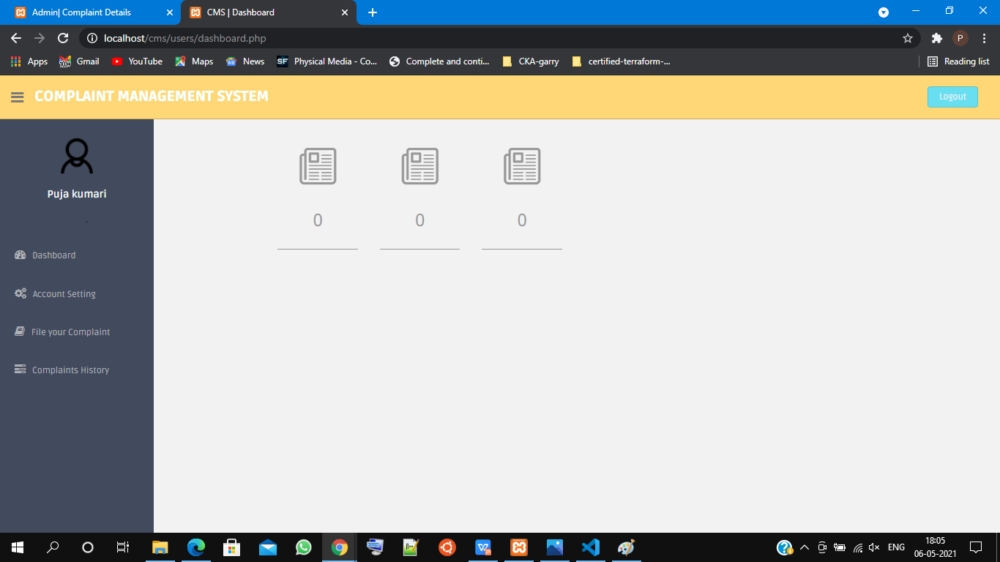 Admin| Complaint Details
CMS | Dashboard
localhost/cms/users/dashboard.php
P
Apps
100+
Gmail
YouTube
Maps
News
SF
Physical Media - Co...
Complete and conti...
CKA-garry
certified-terraform-...
Reading list
COMPLAINT MANAGEMENT SYSTEM
Logout
Puja kumari
0
0
0
Dashboard
Account Setting
File your Complaint
Complaints History
ENG
18:05
06-05-2021